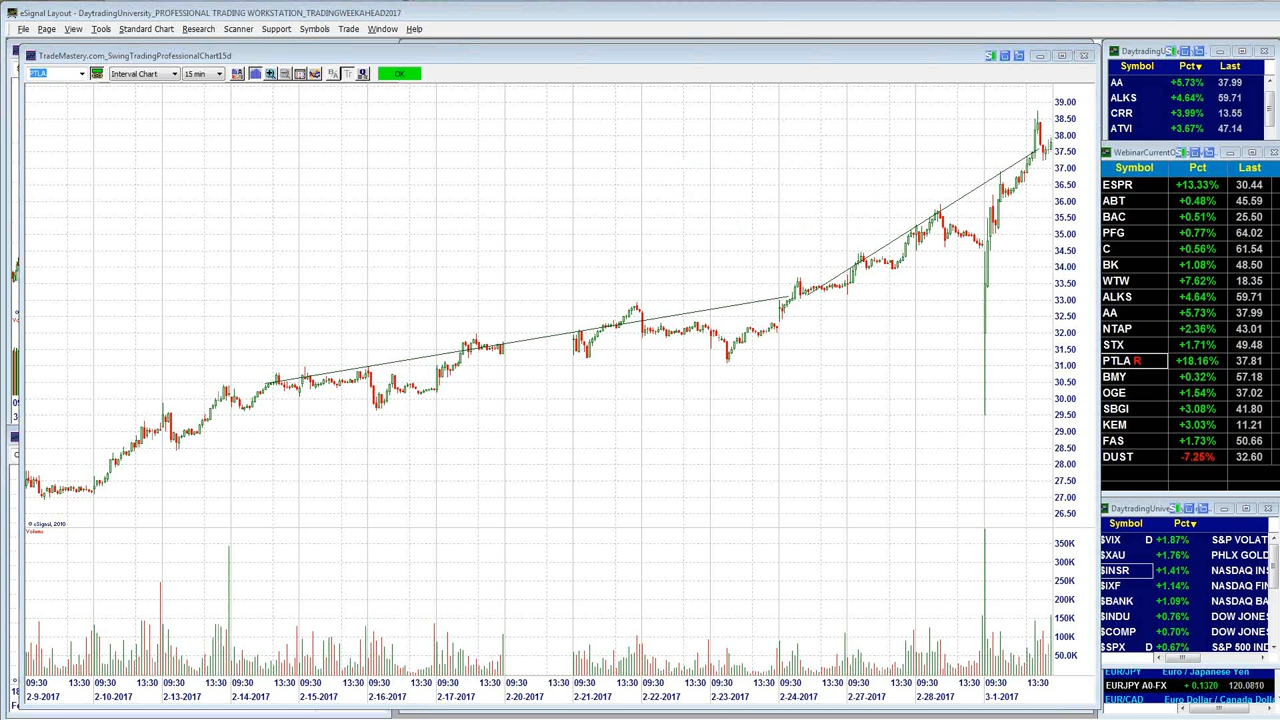 eSignal Layout - DaytradingUniversity_PROFESSIONAL TRADING WORKSTATION_TRADINGWEEKAHEAD2017
File Page View Tools Standard Chart Research Scanner Support Symbols Trade Window Help
TradeMastery.com_SwingTradingProfessionalChart15d
PTLA Interval Chart 15 min OK
39.00
38.50
38.00
37.50
37.00
36.50
36.00
35.50
35.00
34.50
34.00
33.50
33.00
32.50
32.00
31.50
31.00
30.50
30.00
29.50
29.00
28.50
28.00
27.50
27.00
26.50
© eSignal, 2010
Volume
350K
300K
250K
200K
150K
100K
50.0K
09:30 13:30 09:30 13:30 09:30 13:30 09:30 13:30 09:30 13:30 09:30 13:30 09:30 13:30 09:30 09:30 13:30 09:30 13:30 09:30 13:30 09:30 13:30 09:30 13:30 09:30 13:30 09:30 13:30
2-9-2017 2-10-2017 2-13-2017 2-14-2017 2-15-2017 2-16-2017 2-17-2017 2-20-2017 2-21-2017 2-22-2017 2-23-2017 2-24-2017 2-27-2017 2-28-2017 3-1-2017
Symbol Pct Last
AA +5.73% 37.99
ALKS +4.64% 59.71
CRR +3.99% 13.55
ATVI +3.67% 47.14
Symbol Pct Last
ESPR +13.33% 30.44
ABT +0.48% 45.59
BAC +0.51% 25.50
PFG +0.77% 64.02
C +0.56% 61.54
BK +1.08% 48.50
WTW +7.62% 18.35
ALKS +4.64% 59.71
AA +5.73% 37.99
NTAP +2.36% 43.01
STX +1.71% 49.48
PTLA R +18.16% 37.81
BMY +0.32% 57.18
OGE +1.54% 37.02
SBGI +3.08% 41.80
KEM +3.03% 11.21
FAS +1.73% 50.66
DUST -7.25% 32.60
Symbol Pct
$VIX D +1.87% S&P VOLAT
$XAU +1.76% PHLX GOLD
$INSR +1.41% NASDAQ INS
$IXF +1.14% NASDAQ FIN
$BANK +1.09% NASDAQ BA
$INDU +0.76% DOW JONES
$COMP +0.70% DOW JONES
$SPX +0.67% S&P 500 IND
EUR/JPY Euro / Japanese Yen
EURJPY A0-FX + 0.1320 120.0810
EUR/CAD Euro Dollar / Canadian Dol